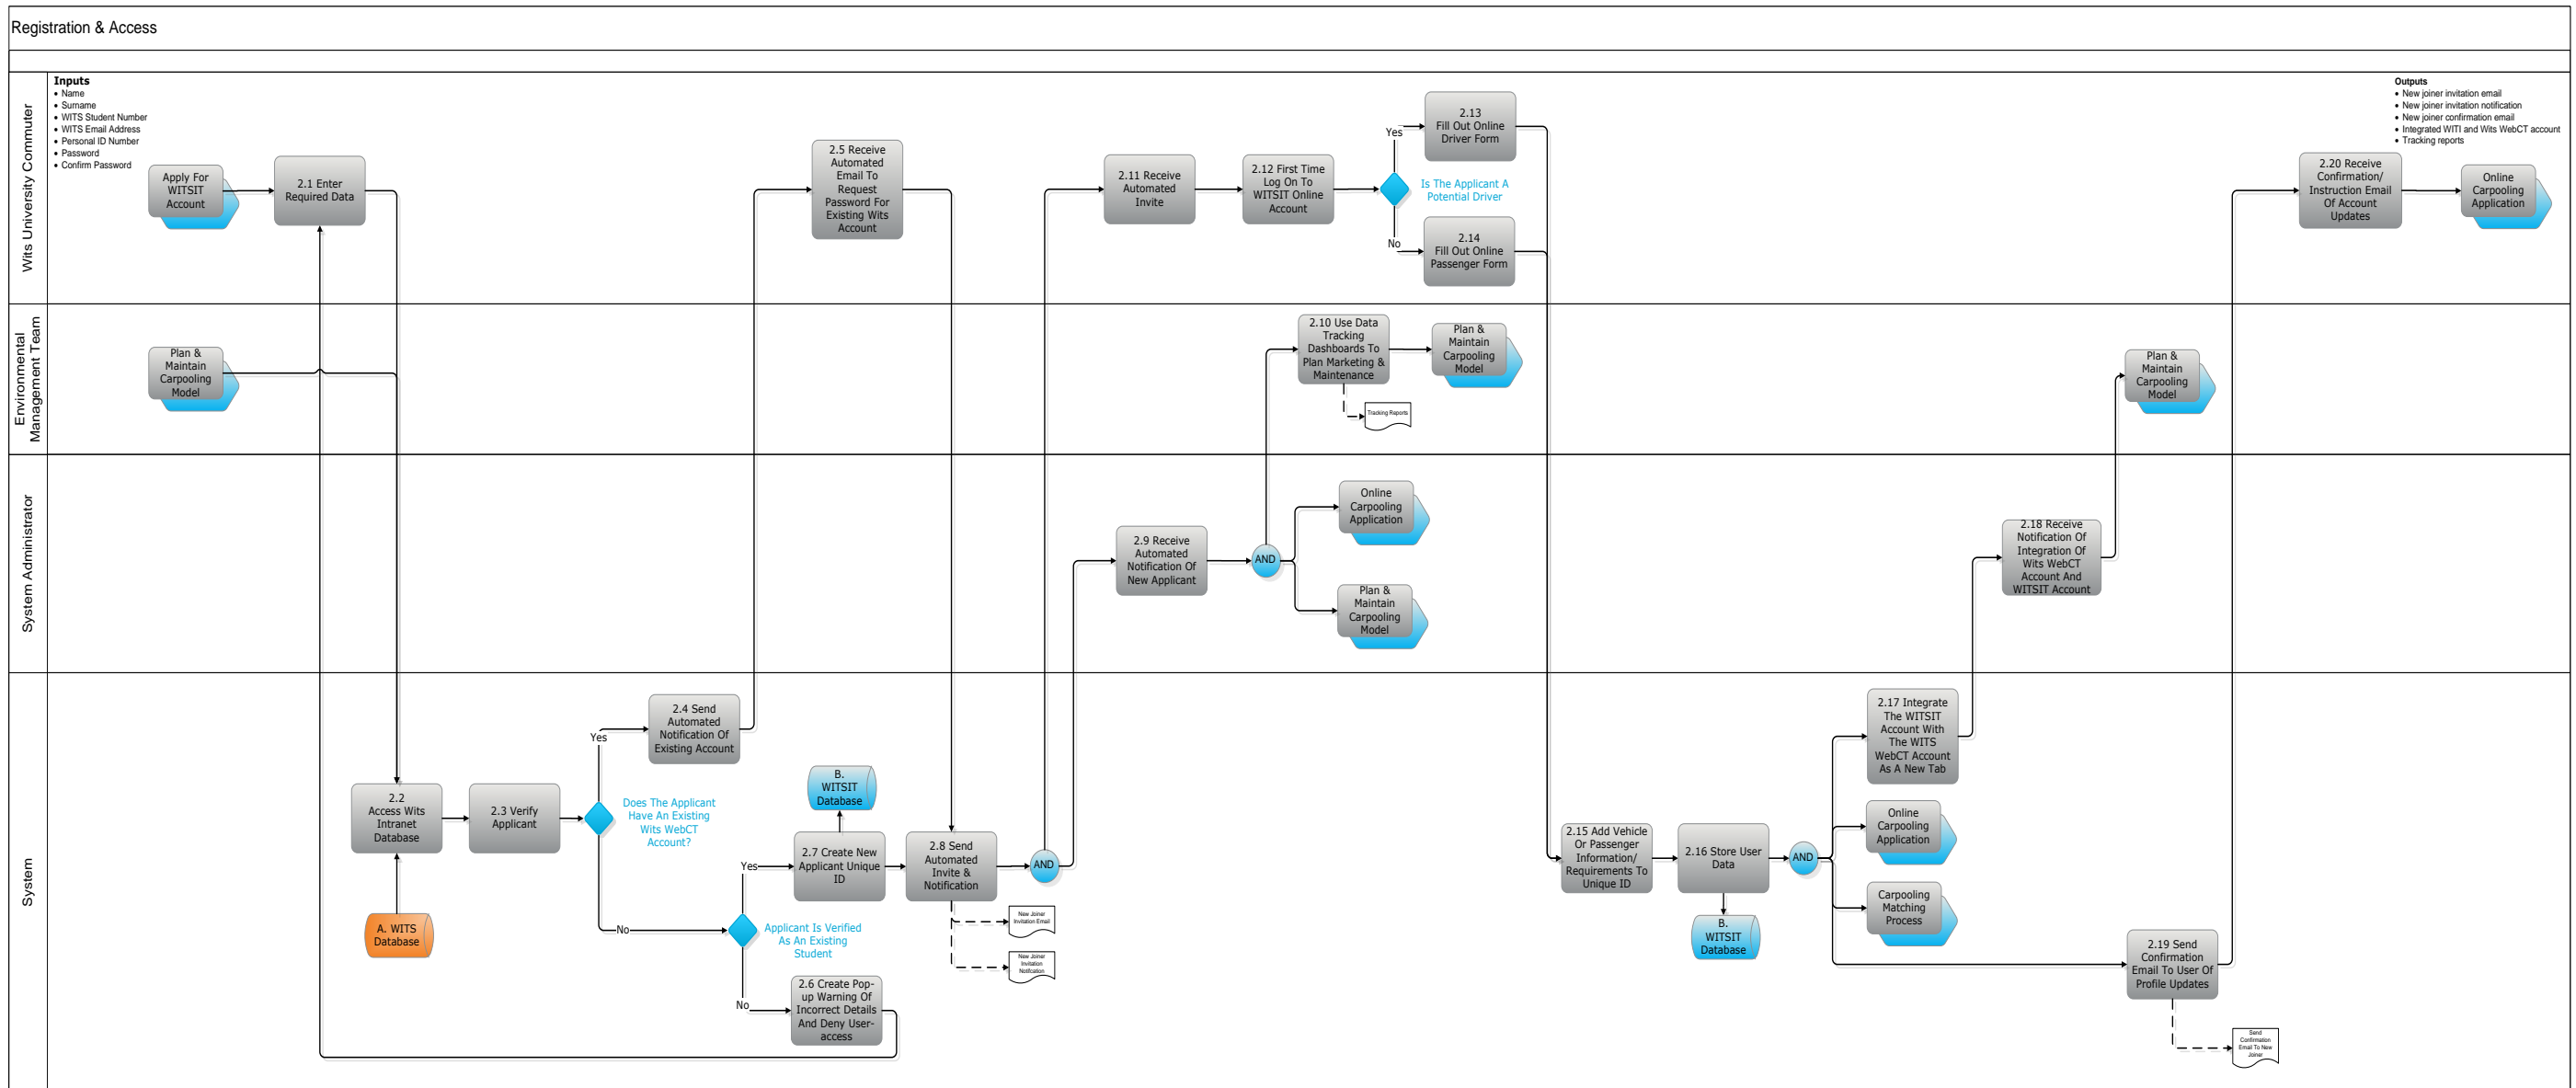 Registration & Access
Wits University Commuter
Inputs
• Name
• Surname
• WITS Student Number
• WITS Email Address
• Personal ID Number
• Password
• Confirm Password
Apply For
WITSIT
Account
2.1 Enter
Required Data
2.5 Receive
Automated
Email To
Request
Password For
Existing Wits
Account
2.11 Receive
Automated
Invite
2.12 First Time
Log On To
WITSIT Online
Account
Yes
No
Is The Applicant A
Potential Driver
2.13
Fill Out Online
Driver Form
2.14
Fill Out Online
Passenger Form
2.20 Receive
Confirmation/
Instruction Email
Of Account
Updates
Online
Carpooling
Application
Outputs
• New joiner invitation email
• New joiner invitation notification
• New joiner confirmation email
• Integrated WITI and Wits WebCT account
• Tracking reports
Environmental
Management Team
Plan &
Maintain
Carpooling
Model
2.10 Use Data
Tracking
Dashboards To
Plan Marketing &
Maintenance
Plan &
Maintain
Carpooling
Model
Tracking Reports
Plan &
Maintain
Carpooling
Model
System Administrator
2.9 Receive
Automated
Notification Of
New Applicant
AND
Online
Carpooling
Application
Plan &
Maintain
Carpooling
Model
2.18 Receive
Notification Of
Integration Of
Wits WebCT
Account And
WITSIT Account
System
2.2
Access Wits
Intranet
Database
A. WITS
Database
2.3 Verify
Applicant
Yes
No
Does The Applicant
Have An Existing
Wits WebCT
Account?
2.4 Send
Automated
Notification Of
Existing Account
Yes
No
Applicant Is Verified
As An Existing
Student
B.
WITSIT
Database
2.7 Create New
Applicant Unique
ID
2.6 Create Pop-
up Warning Of
Incorrect Details
And Deny User-
access
2.8 Send
Automated
Invite &
Notification
AND
New Joiner
Invitation Email
New Joiner
Invitation
Notification
2.15 Add Vehicle
Or Passenger
Information/
Requirements To
Unique ID
2.16 Store User
Data
B.
WITSIT
Database
AND
2.17 Integrate
The WITSIT
Account With
The WITS
WebCT Account
As A New Tab
Online
Carpooling
Application
Carpooling
Matching
Process
2.19 Send
Confirmation
Email To User Of
Profile Updates
Send
Confirmation
Email To New
Joiner